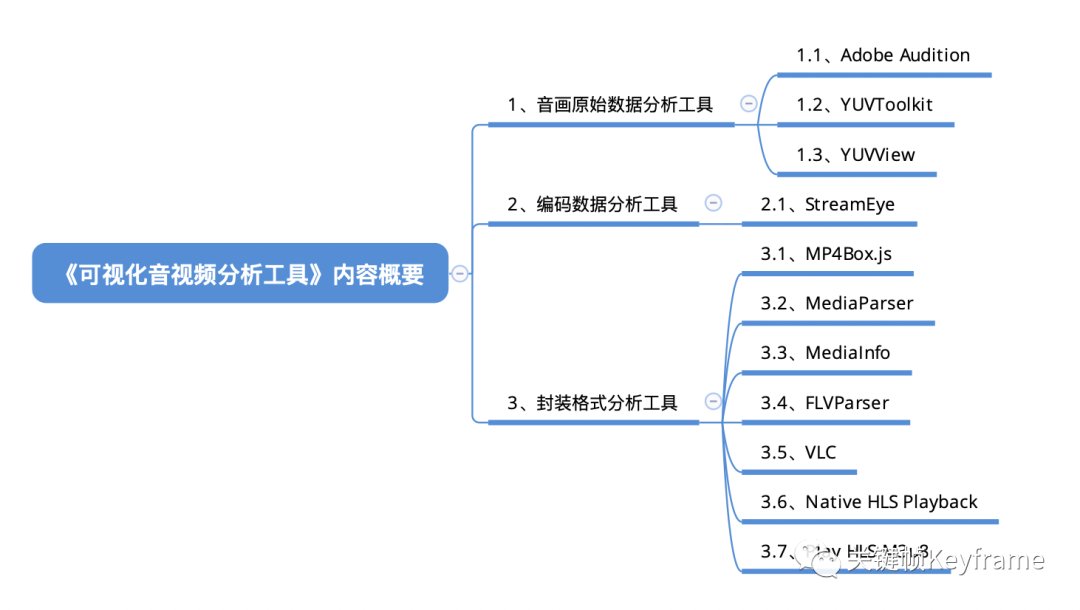 《可视化音视频分析工具》内容概要
1、音画原始数据分析工具
1.1、Adobe Audition
1.2、YUVToolkit
1.3、YUVView
2、编码数据分析工具
2.1、StreamEye
3、封装格式分析工具
3.1、MP4Box.js
3.2、MediaParser
3.3、MediaInfo
3.4、FLVParser
3.5、VLC
3.6、Native HLS Playback
3.7、Play HLS M3u8
关键帧Keyframe